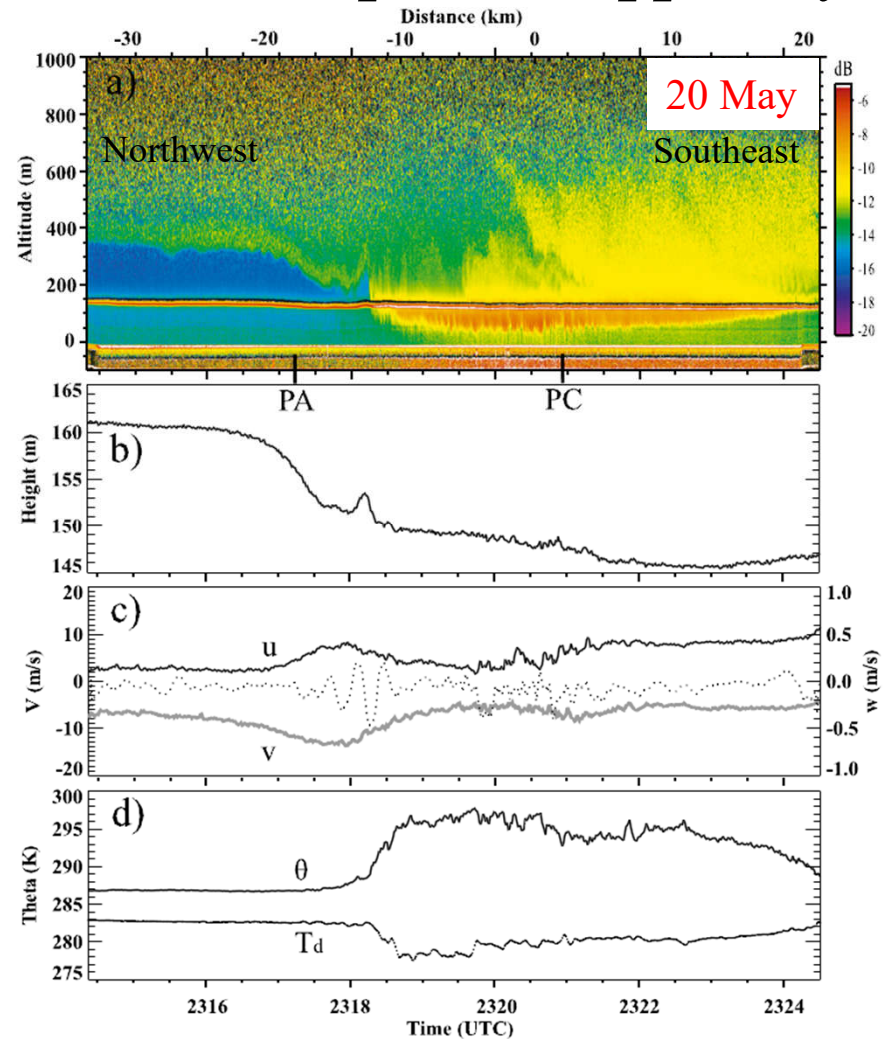 Distance (km)
-30 -20 -10 0 10 20
a)
20 May
Northwest
Southeast
dB
-6
-8
-10
-12
-14
-16
-18
-20
Altitude (m)
1000
800
600
400
200
0
PA
PC
b)
Height (m)
165
160
155
150
145
c)
u
v
V (m/s)
20
10
0
-10
-20
w (m/s)
1.0
0.5
0.0
-0.5
-1.0
d)
θ
Td
Theta (K)
300
295
290
285
280
275
2316 2318 2320 2322 2324
Time (UTC)